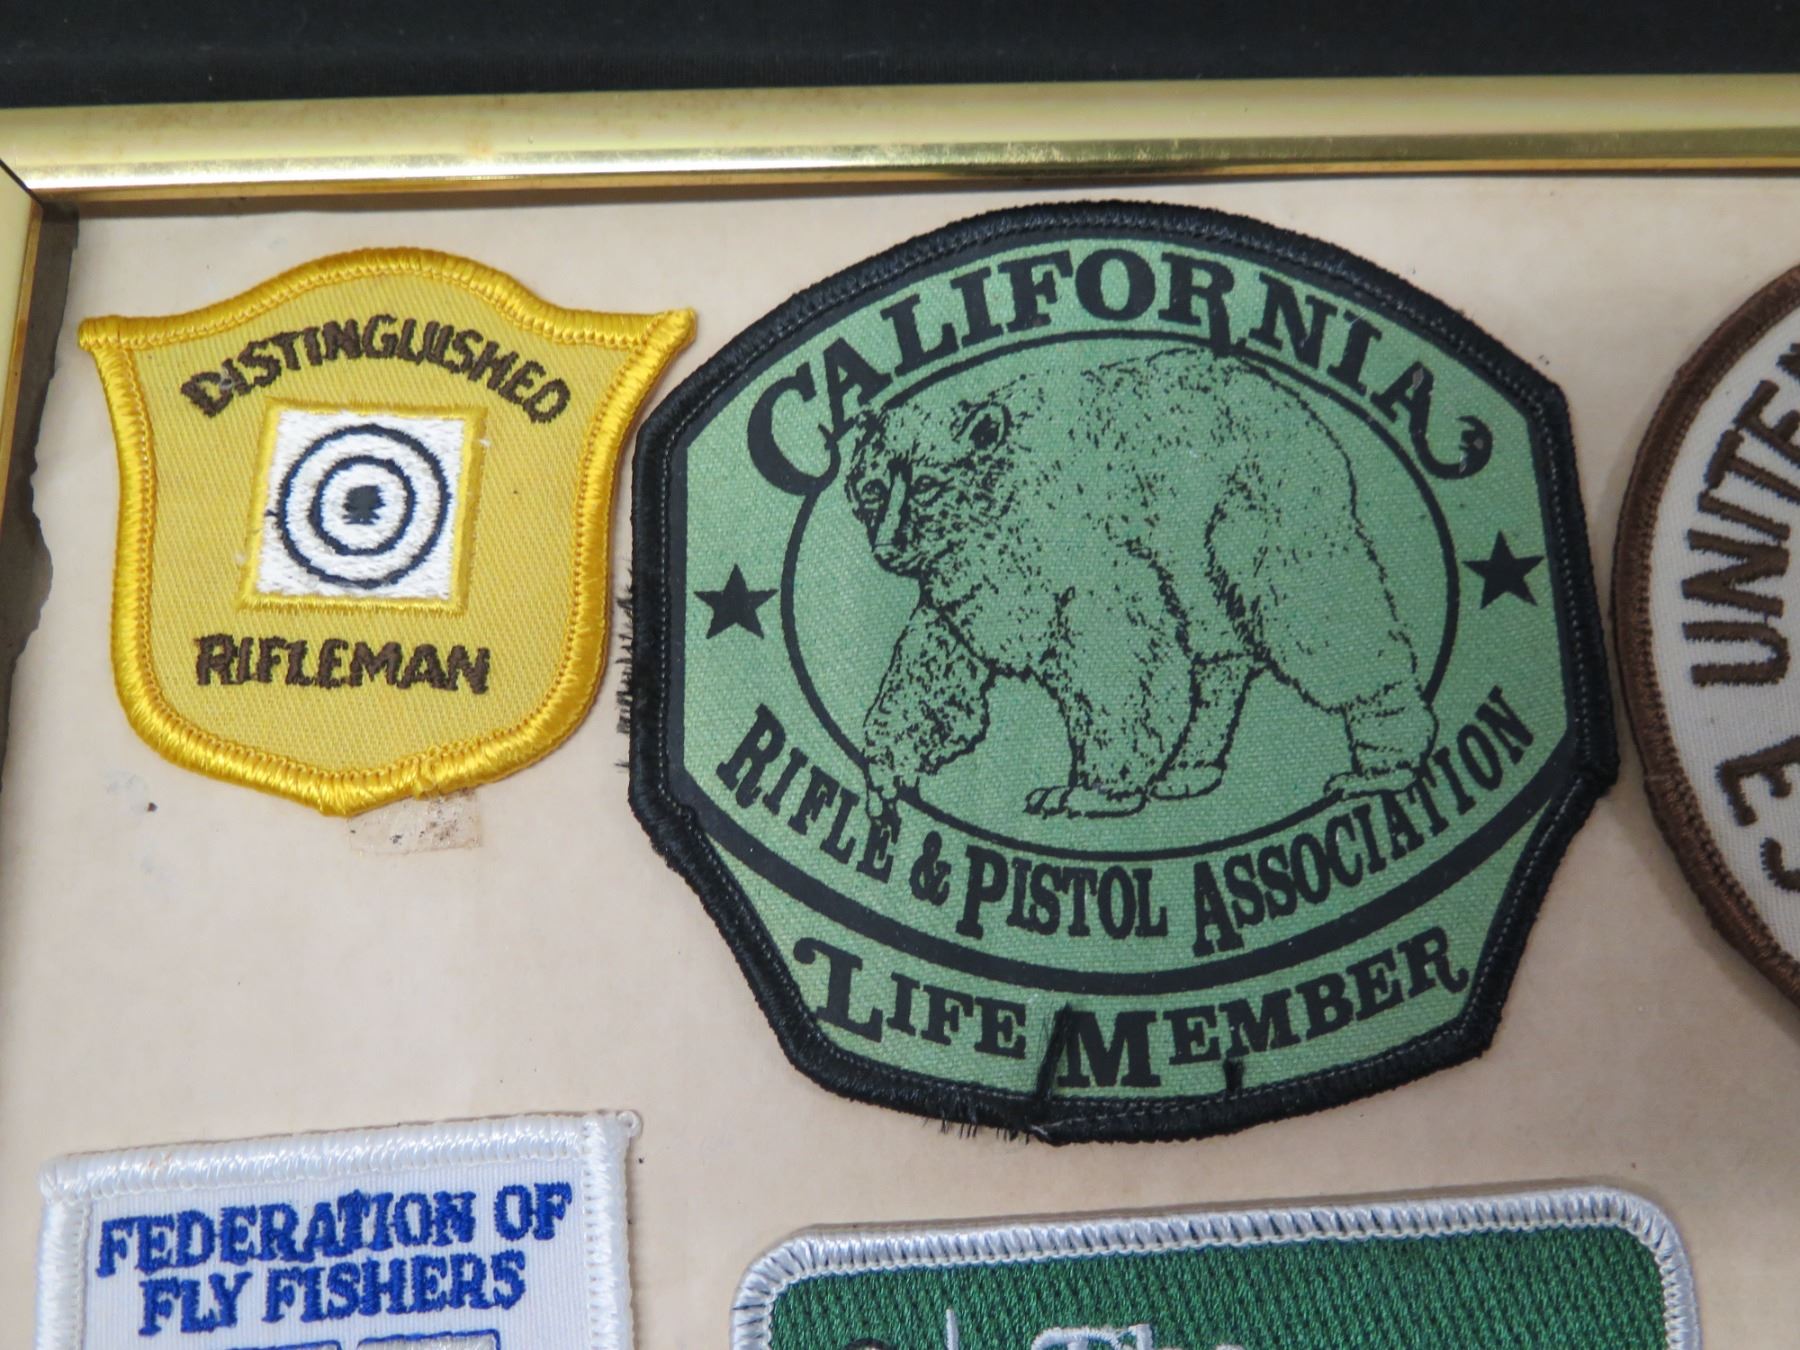 DISTINGUISHED
RIFLEMAN
CALIFORNIA
RIFLE & PISTOL ASSOCIATION
LIFE MEMBER
FEDERATION OF
FLY FISHERS